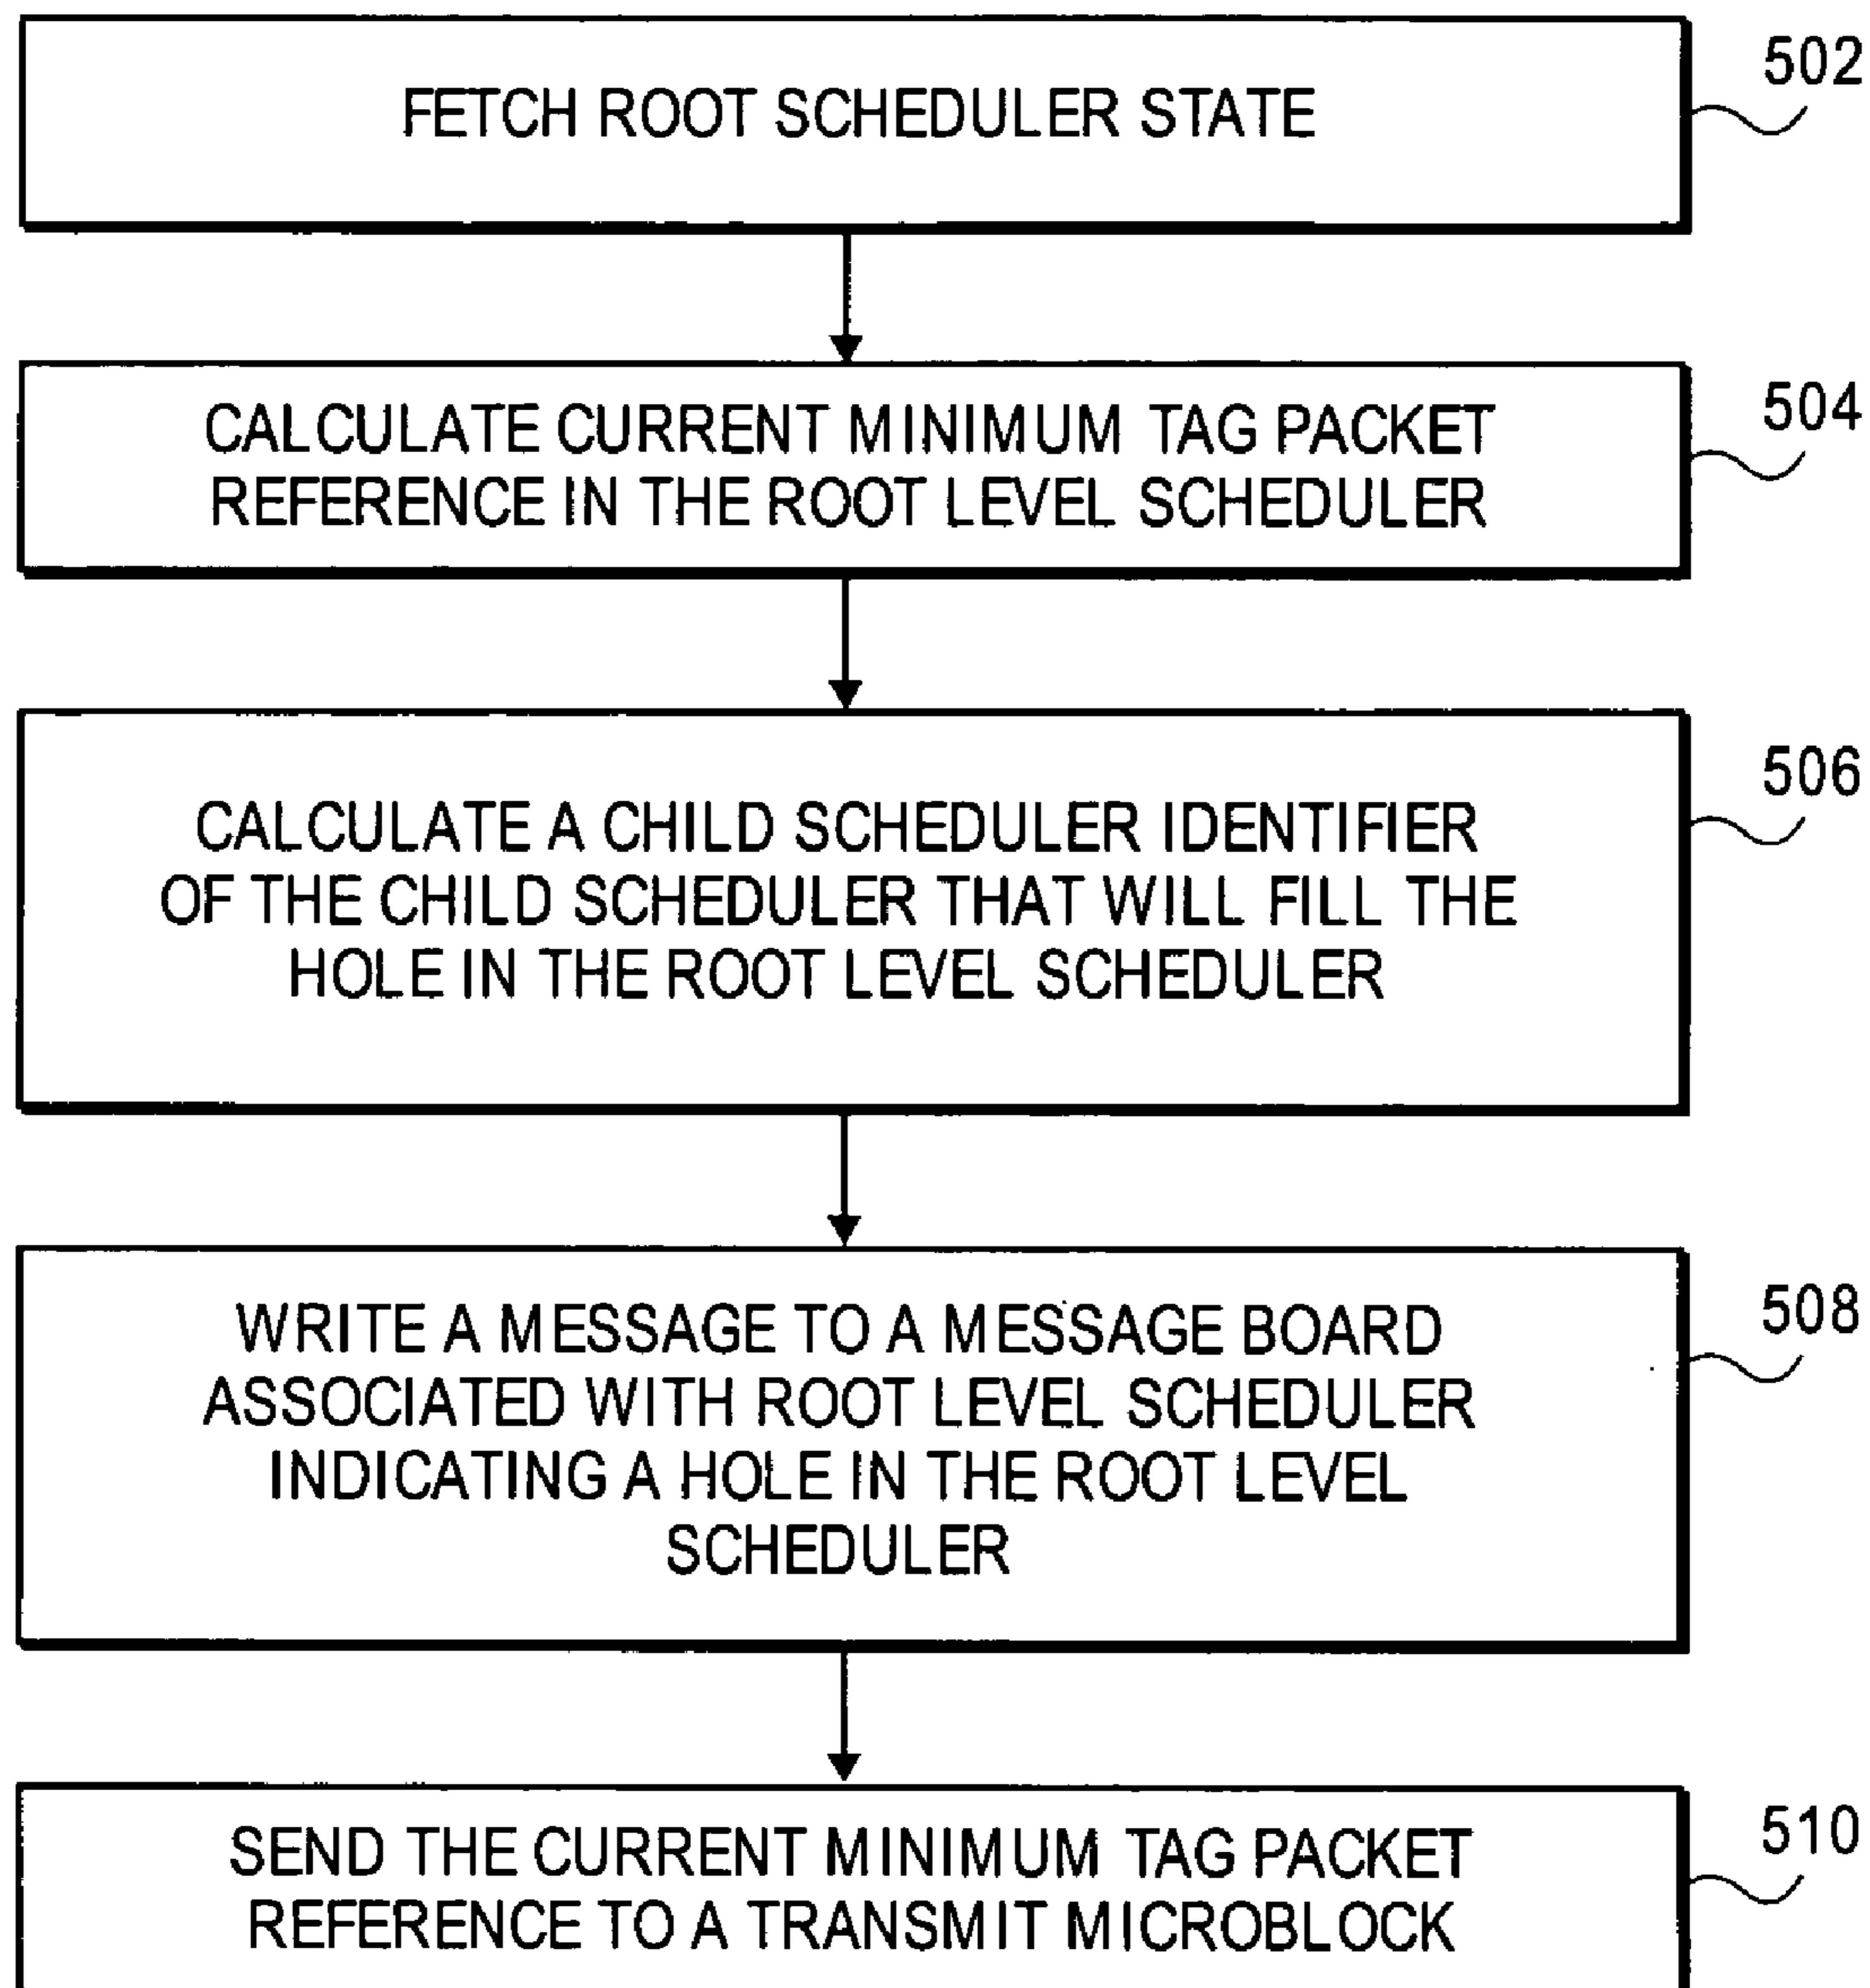 FETCH ROOT SCHEDULER STATE
502
CALCULATE CURRENT MINIMUM TAG PACKET
REFERENCE IN THE ROOT LEVEL SCHEDULER
504
CALCULATE A CHILD SCHEDULER IDENTIFIER
OF THE CHILD SCHEDULER THAT WILL FILL THE
HOLE IN THE ROOT LEVEL SCHEDULER
506
WRITE A MESSAGE TO A MESSAGE BOARD
ASSOCIATED WITH ROOT LEVEL SCHEDULER
INDICATING A HOLE IN THE ROOT LEVEL
SCHEDULER
508
SEND THE CURRENT MINIMUM TAG PACKET
REFERENCE TO A TRANSMIT MICROBLOCK
510